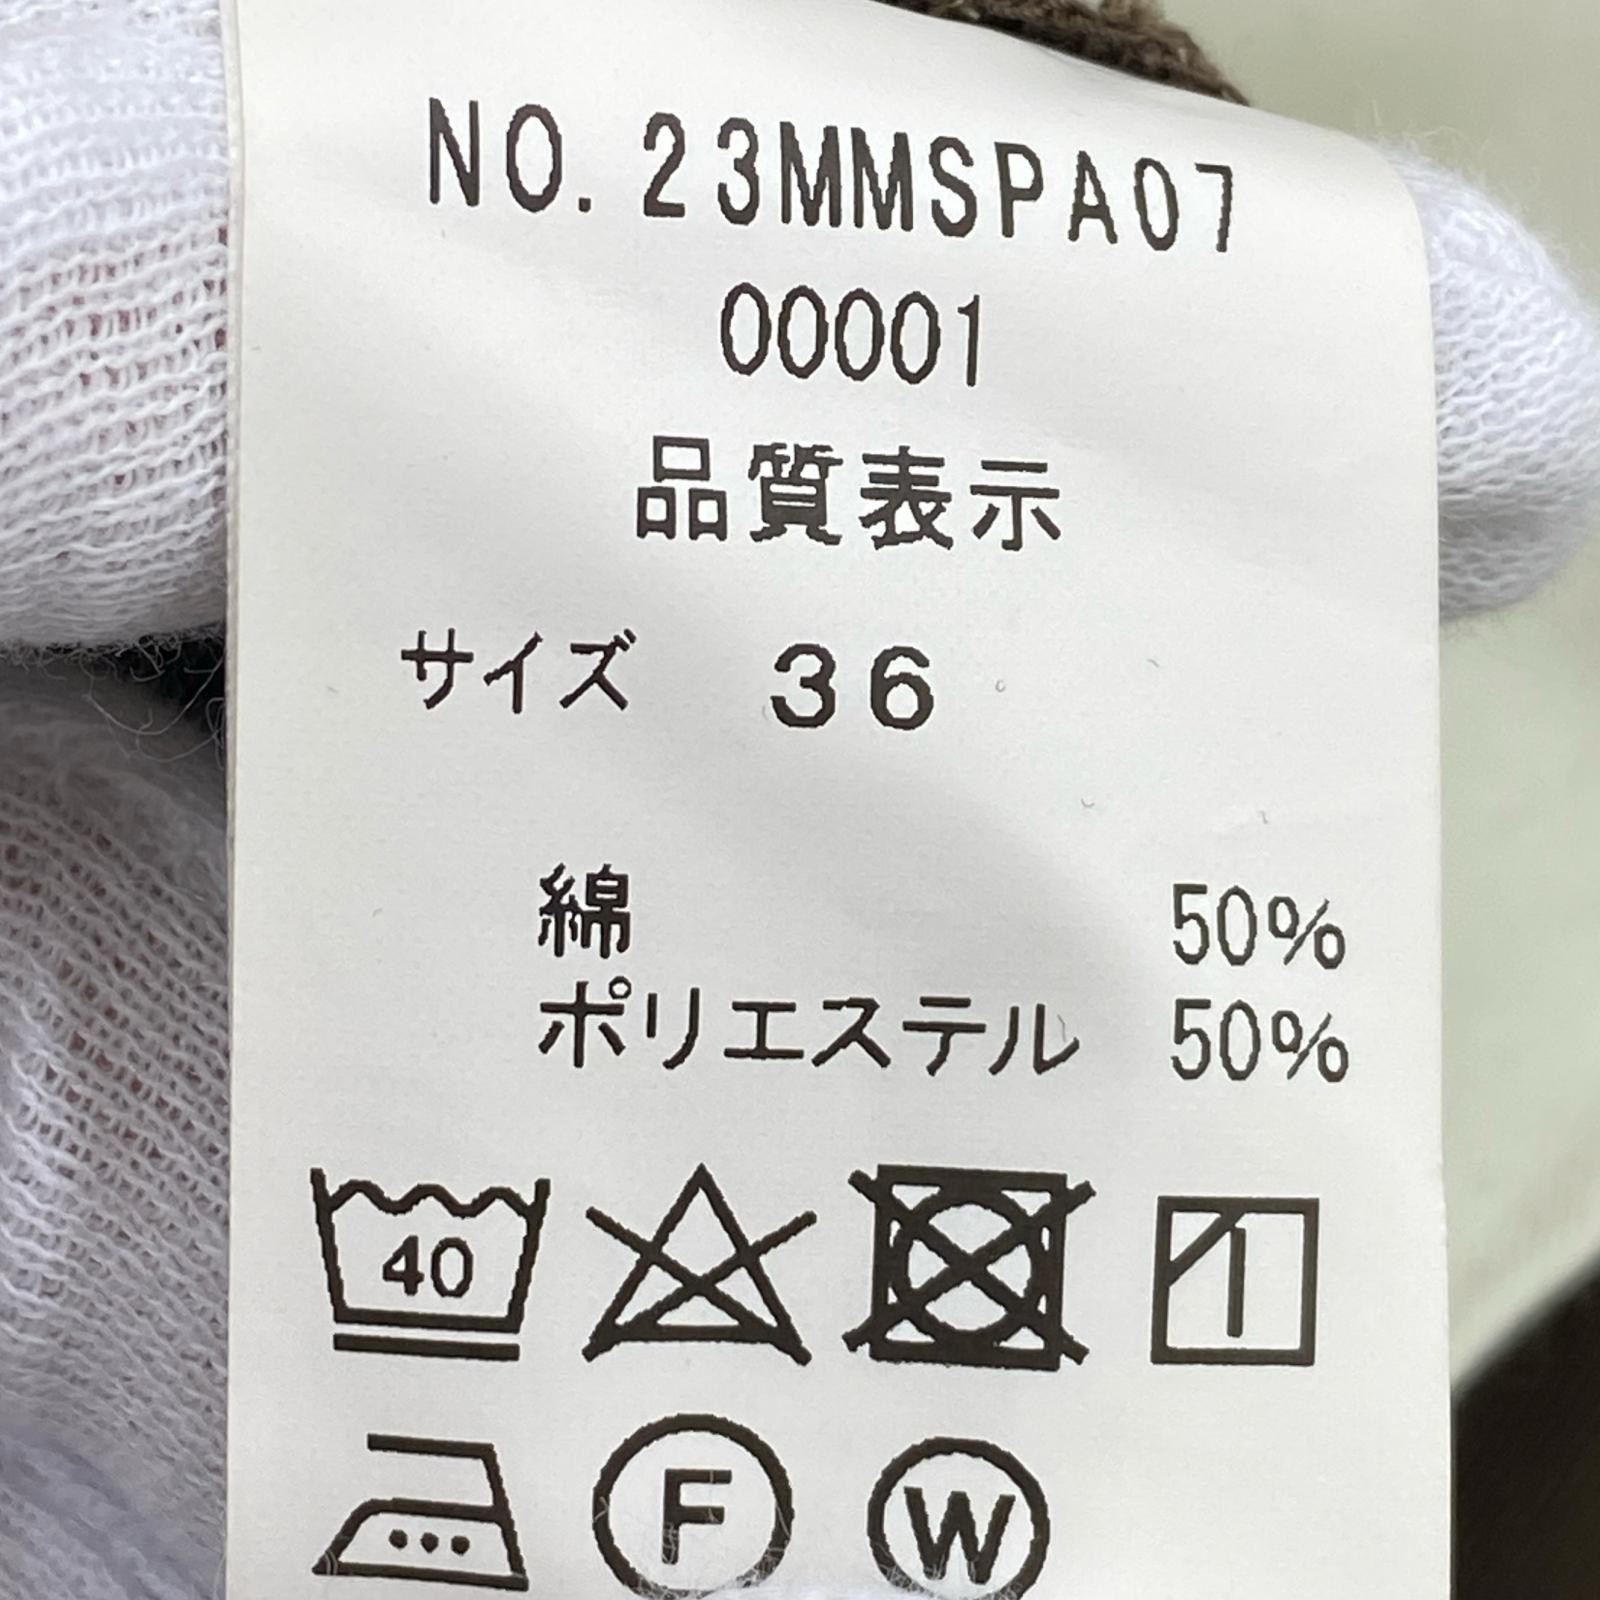 NO.23MMSPA07
00001
品質表示
サイズ 36
綿 50%
ポリエステル 50%
40
F W